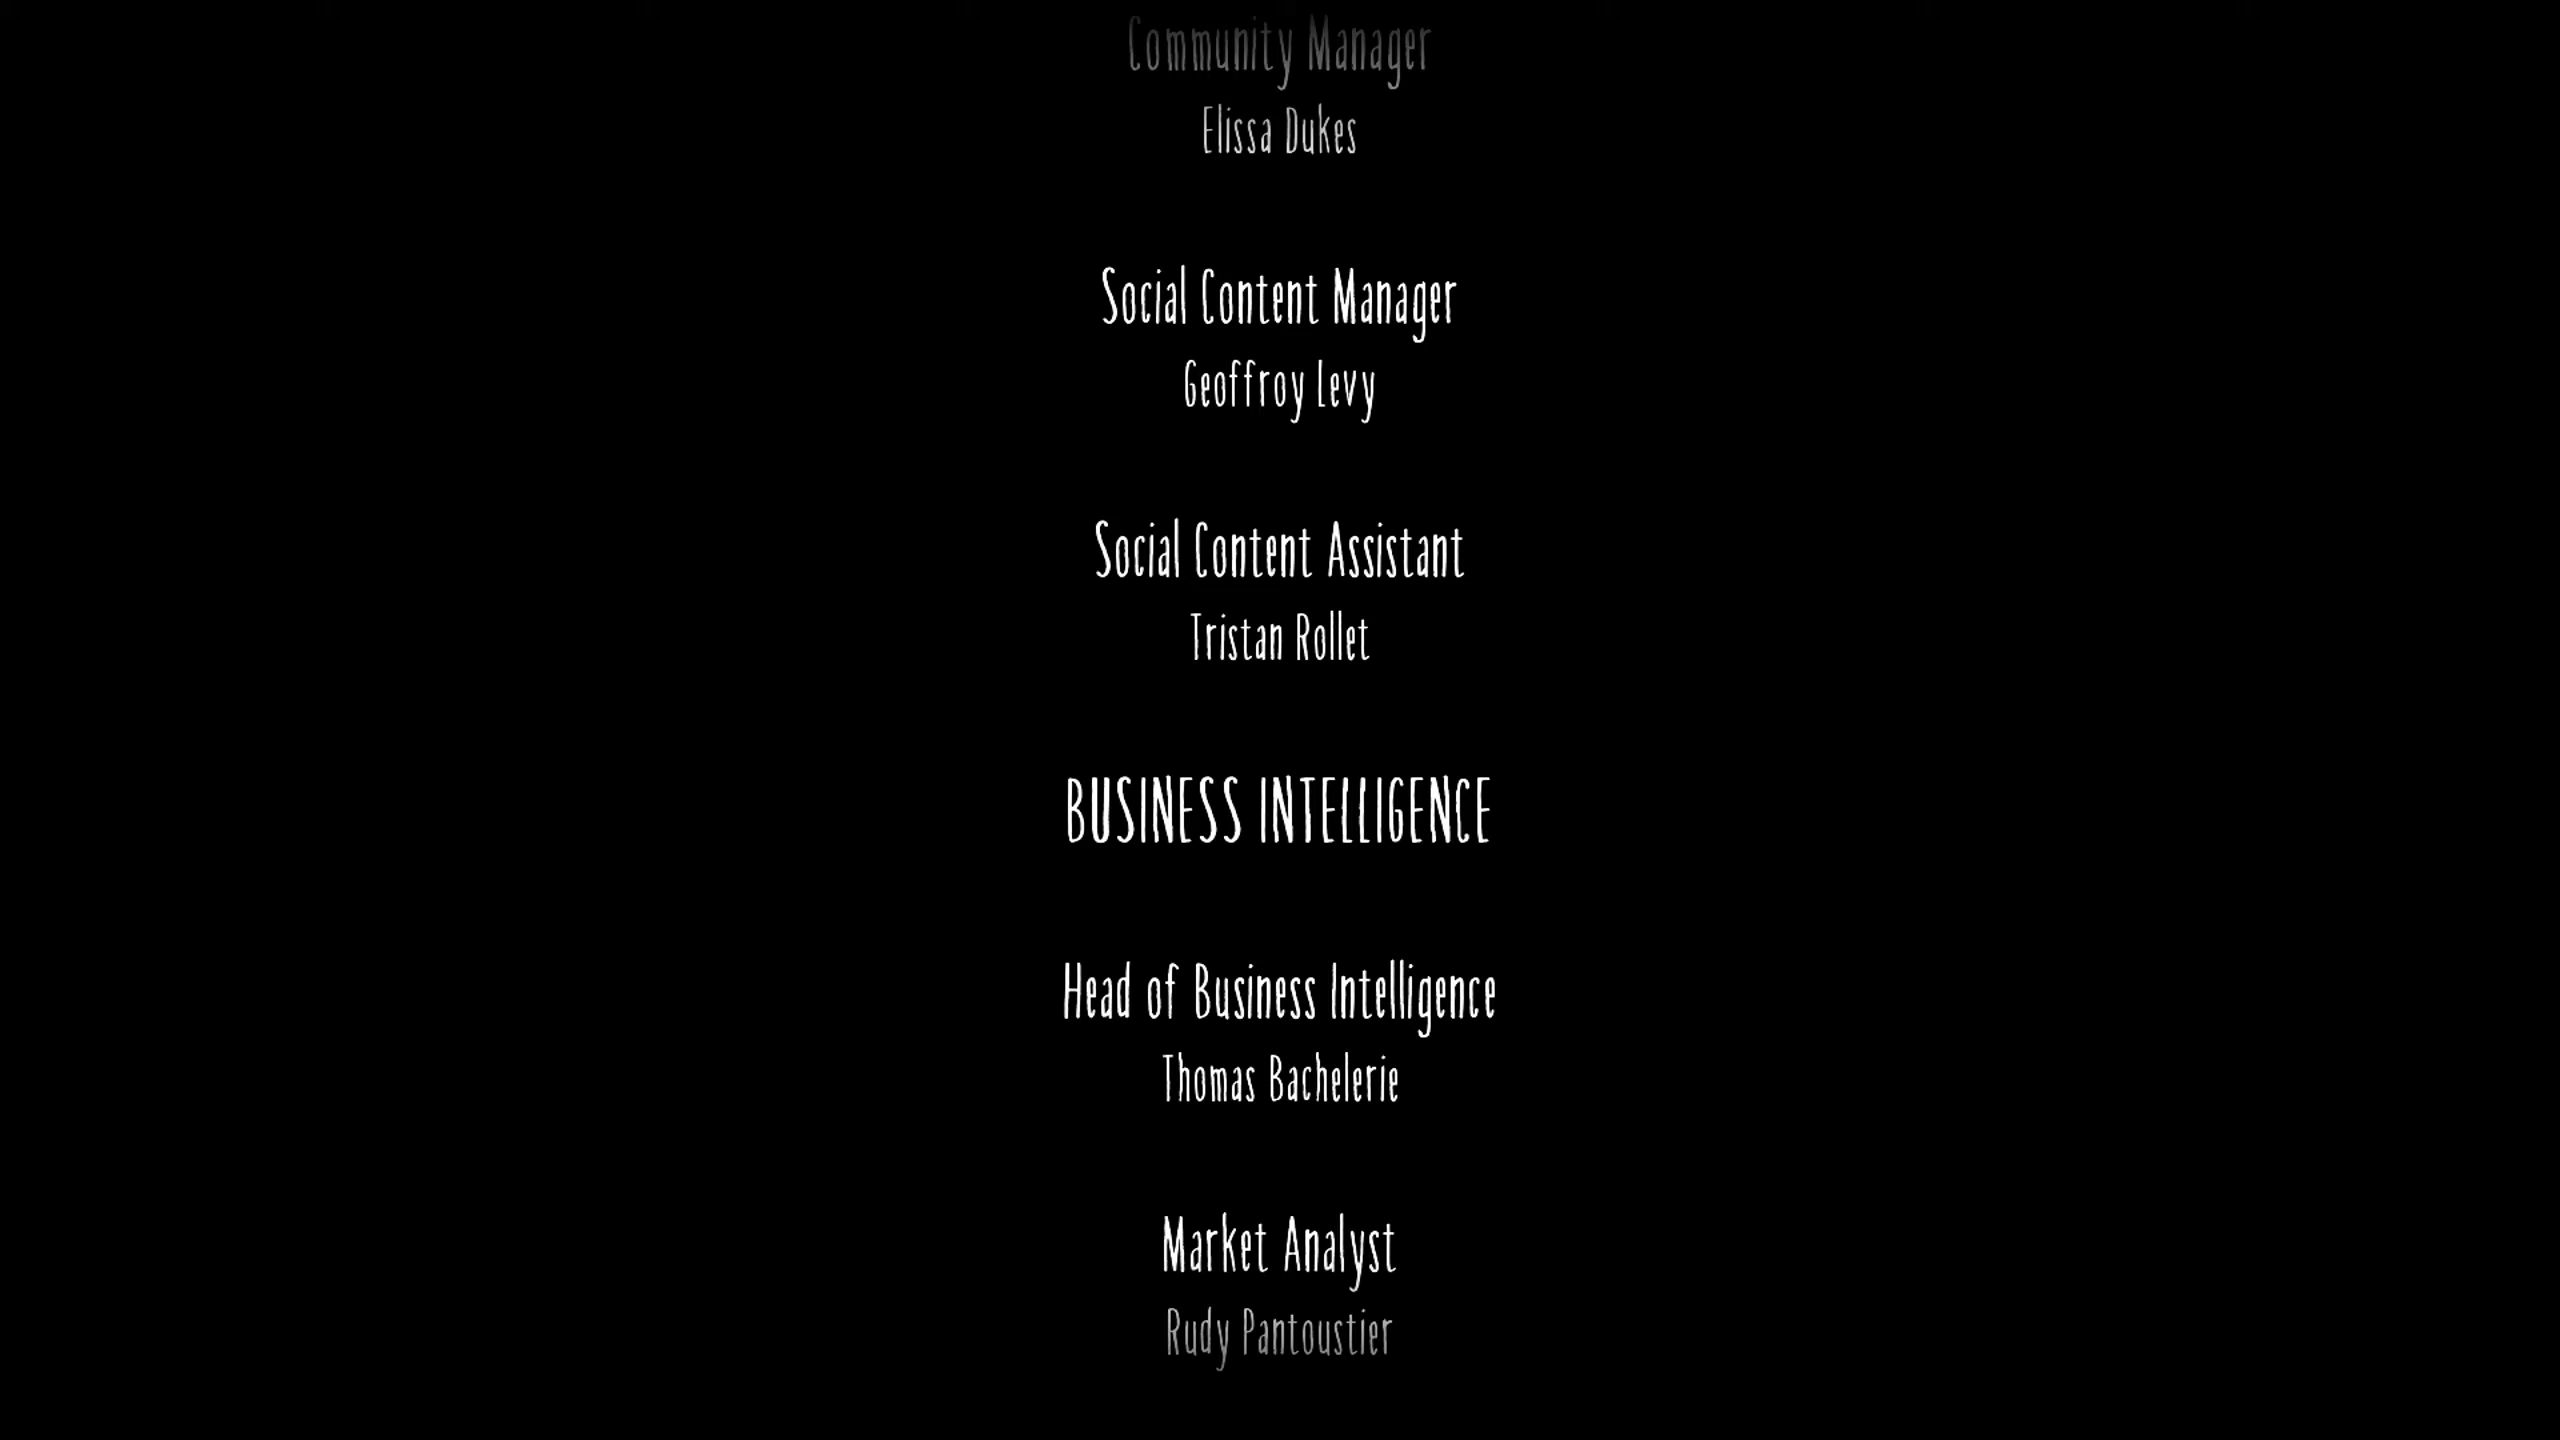 Community Manager
Elissa Dukes
Social Content Manager
Geoffroy Levy
Social Content Assistant
Tristan Rollet
BUSINESS INTELLIGENCE
Head of Business Intelligence
Thomas Bachelerie
Market Analyst
Rudy Pantoustier